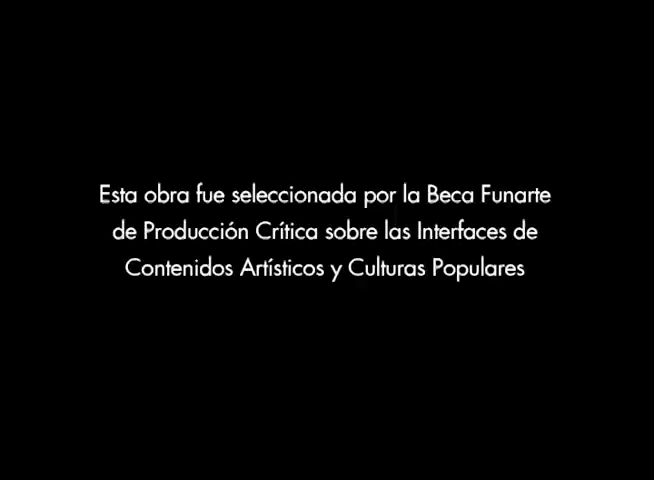 Esta obra fue seleccionada por la Beca Funarte
de Producción Crítica sobre las Interfaces de
Contenidos Artísticos y Culturas Populares